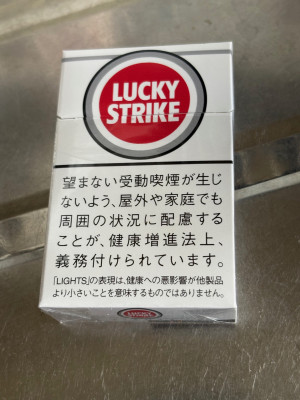 LUCKY
STRIKE
望まない受動喫煙が生じ
ないよう、屋外や家庭でも
周囲の状況に配慮する
ことが、健康増進法上、
義務付けられています。
「LIGHTS」の表現は、健康への悪影響が他製品
より小さいことを意味するものではありません。
LUCKY
STRIKE